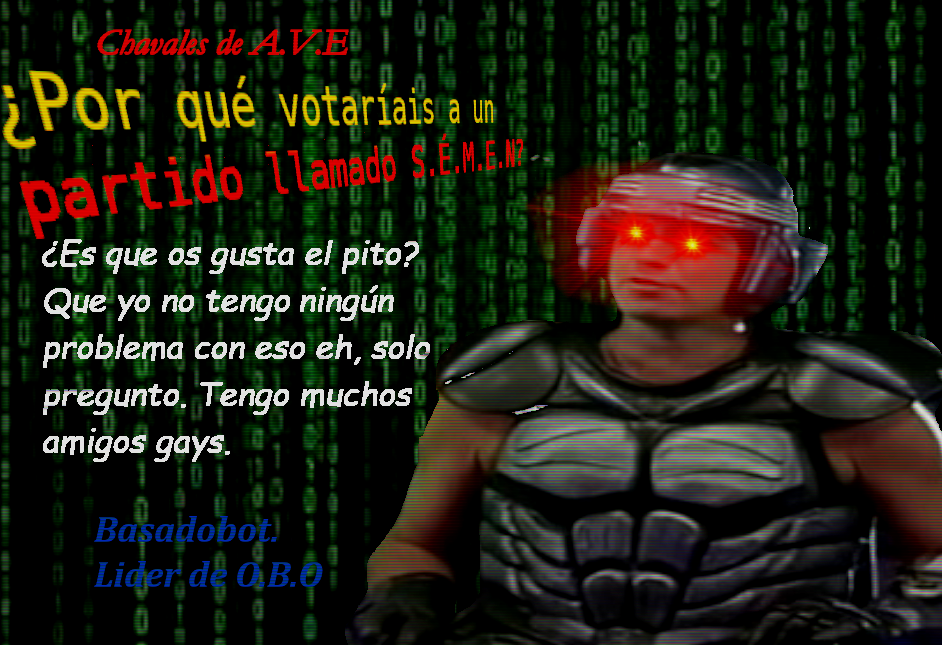 Chavales de A.V.E
¿Por qué votaríais a un
partido llamado S.É.M.E.N?
¿Es que os gusta el pito?
Que yo no tengo ningún
problema con eso eh, solo
pregunto. Tengo muchos
amigos gays.
Basadobot.
Lider de O.B.O